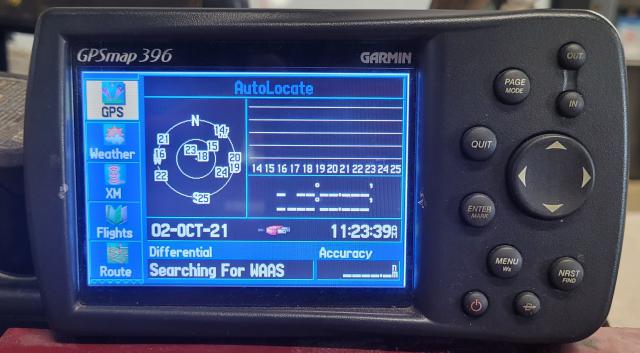 GPSmap 396 GARMIN
AutoLocate
GPS
Weather
XM
Flights
Route
N
14
21
15
23
18
16
W
20
19
22
24
25
14 15 16 17 18 19 20 21 22 23 24 25
02-OCT-21 11:23:39
Differential Accuracy
Searching For WAAS
PAGE
MODE
OUT
IN
QUIT
ENTER
MARK
MENU
Wx
NRST
FIND